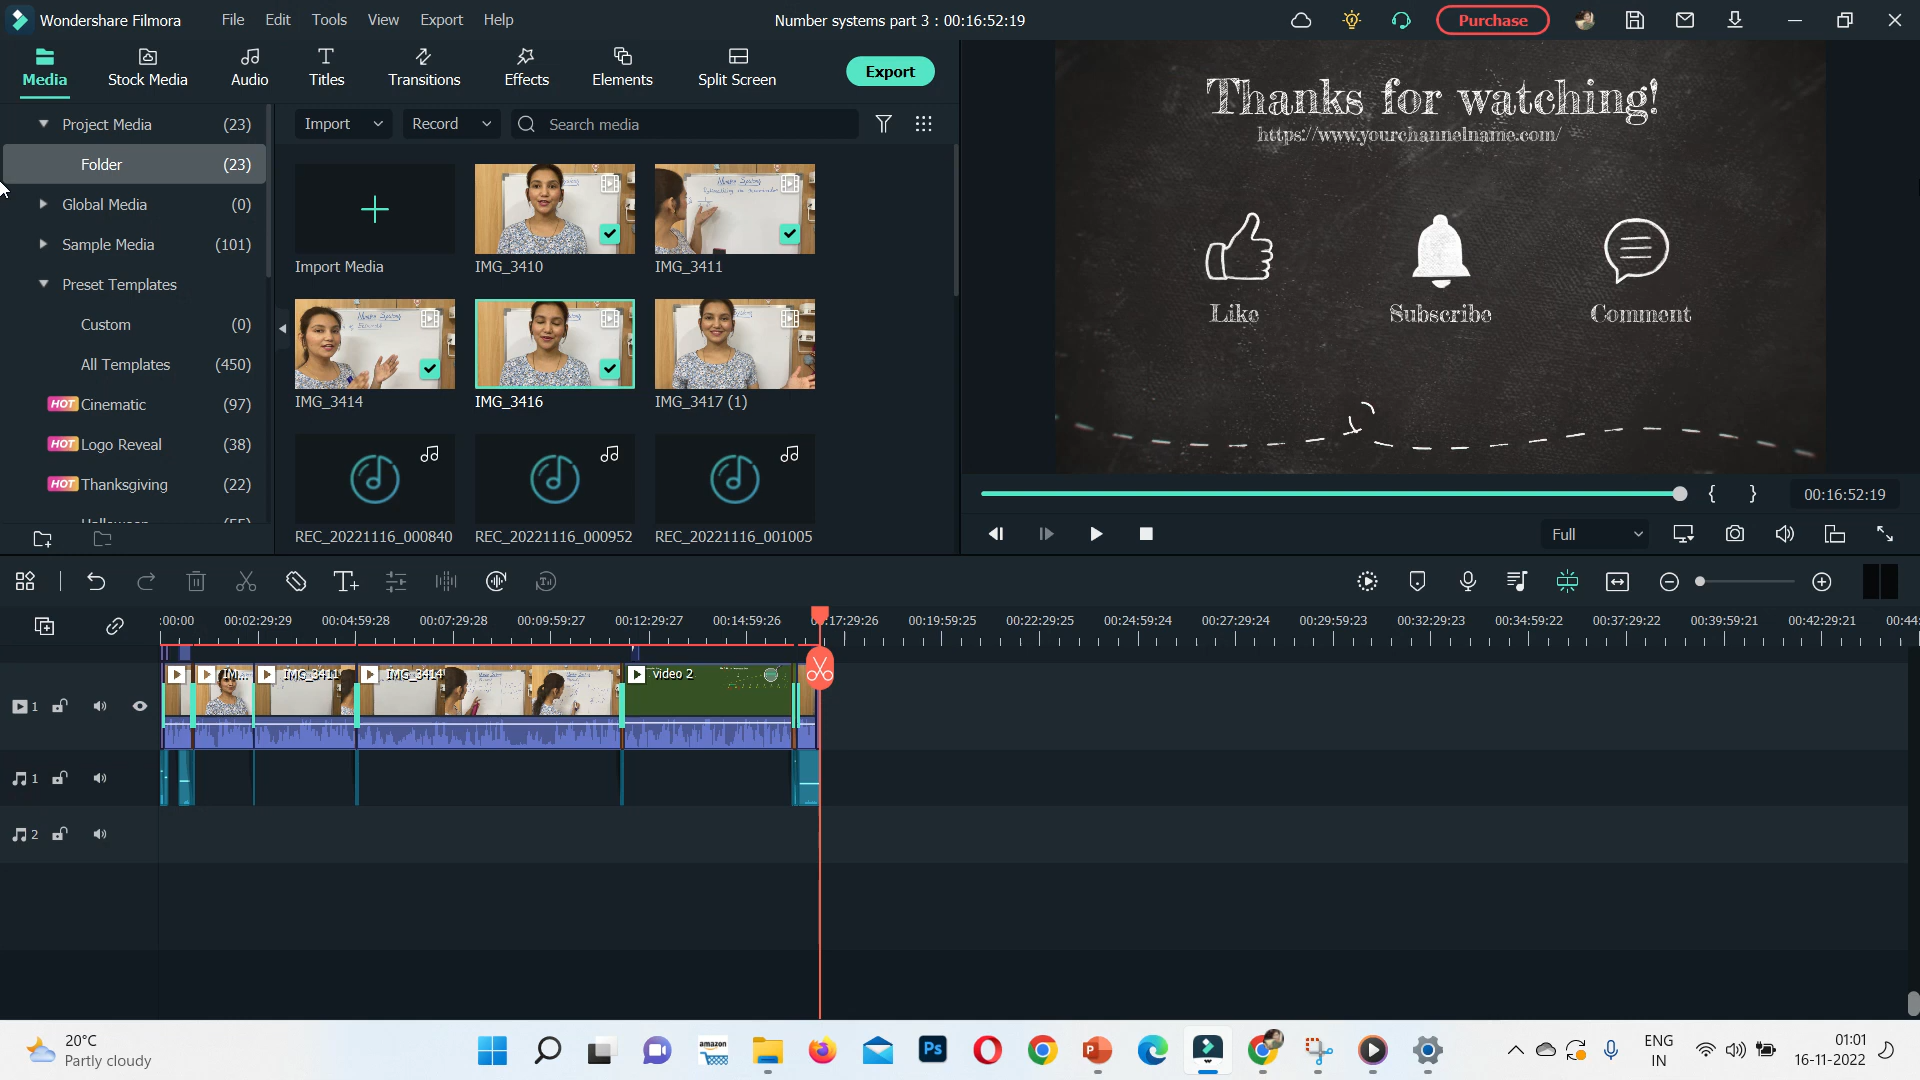 Wondershare Filmora
File Edit Tools View Export Help
Number systems part 3 : 00:16:52:19
Purchase
Media
Stock Media
Audio
Titles
Transitions
Effects
Elements
Split Screen
Export
Project Media (23)
Folder (23)
Global Media (0)
Sample Media (101)
Preset Templates
Custom (0)
All Templates (450)
HOT Cinematic (97)
HOT Logo Reveal (38)
HOT Thanksgiving (22)
Import
Record
Search media
Import Media
IMG_3410
IMG_3411
IMG_3414
IMG_3416
IMG_3417 (1)
REC_20221116_000840
REC_20221116_000952
REC_20221116_001005
Thanks for watching!
https://www.yourchannelname.com/
Like
Subscribe
Comment
{ } 00:16:52:19
Full
:00:00 00:02:29:29 00:04:59:28 00:07:29:28 00:09:59:27 00:12:29:27 00:14:59:26 :17:29:26 00:19:59:25 00:22:29:25 00:24:59:24 00:27:29:24 00:29:59:23 00:32:29:23 00:34:59:22 00:37:29:22 00:39:59:21 00:42:29:21 00:44:
1
IM... IMG_3411 IMG_3414 video 2
1
2
20°C
Partly cloudy
amazon
Ps
P
ENG
IN
01:01
16-11-2022